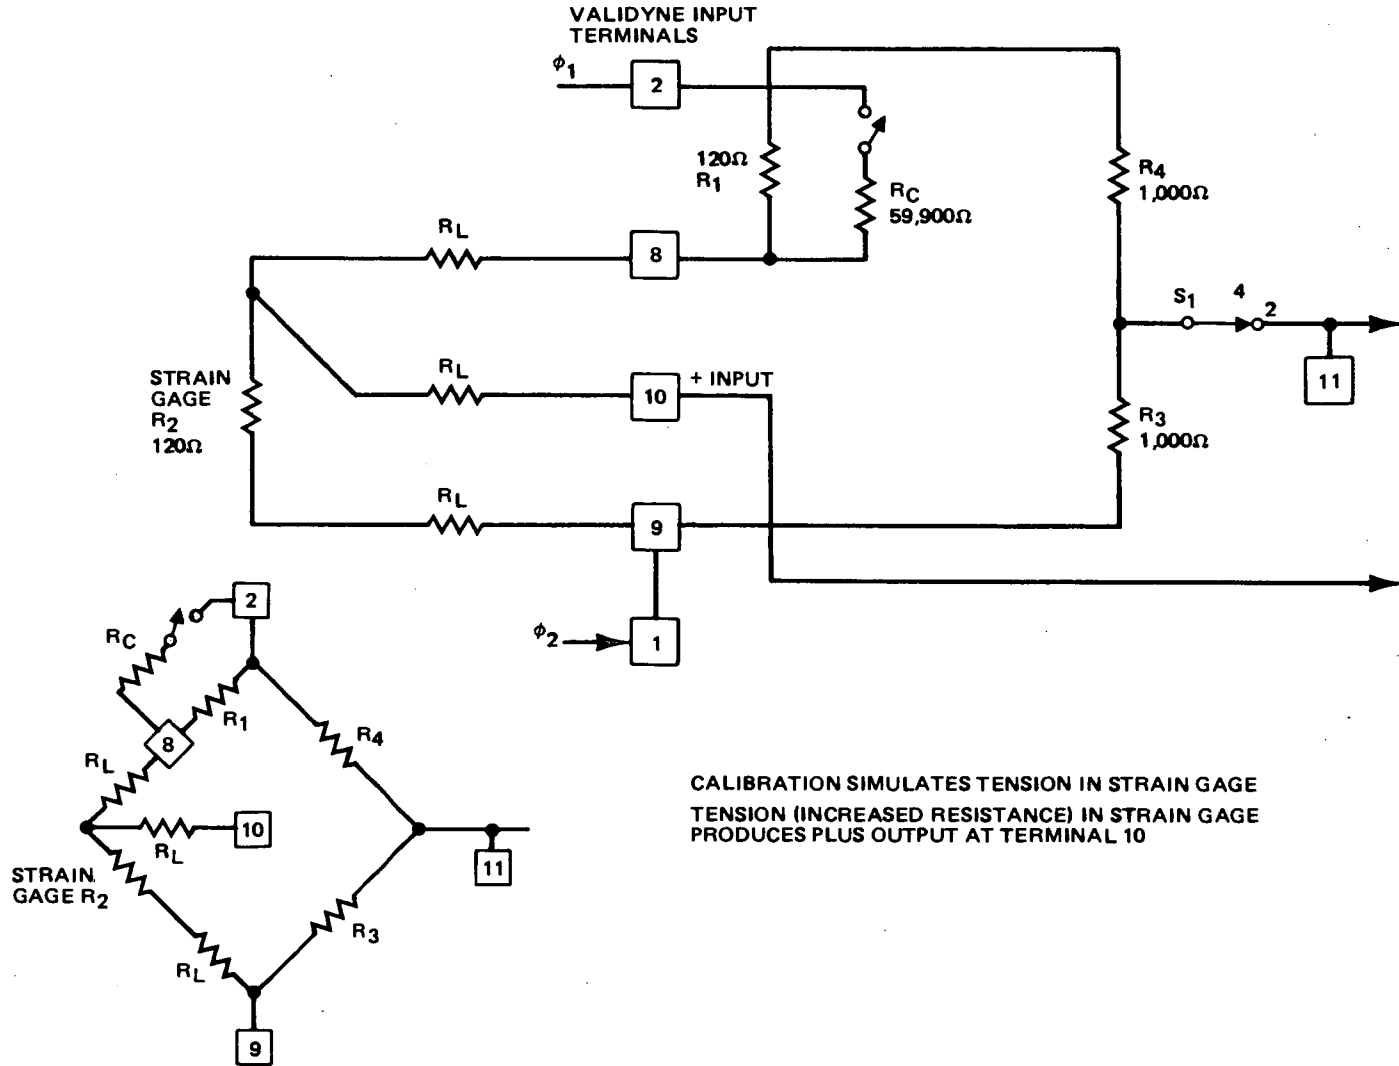 VALIDYNE INPUT
TERMINALS
ϕ1
2
120Ω
R1
RC
59,900Ω
R4
1,000Ω
RL
8
S1
4
2
11
STRAIN
GAGE
R2
120Ω
RL
10
+ INPUT
R3
1,000Ω
RL
9
ϕ2
1
2
RC
R1
8
R4
RL
10
RL
11
STRAIN
GAGE R2
R3
RL
9
CALIBRATION SIMULATES TENSION IN STRAIN GAGE
TENSION (INCREASED RESISTANCE) IN STRAIN GAGE
PRODUCES PLUS OUTPUT AT TERMINAL 10